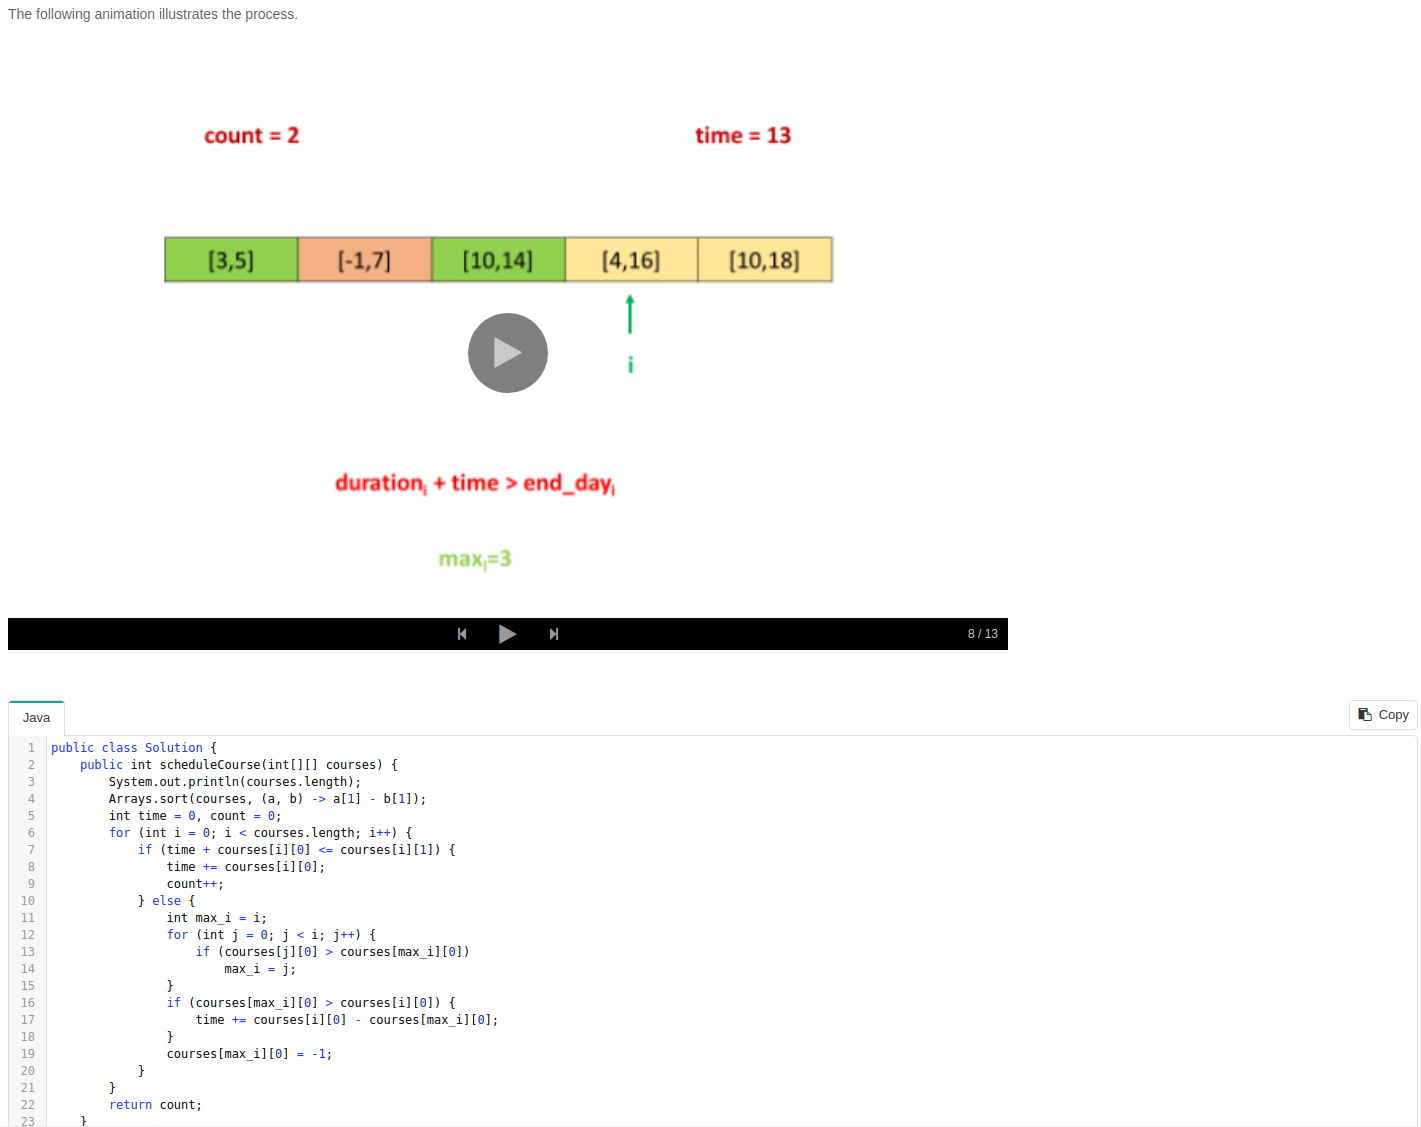 The following animation illustrates the process.
count = 2
time = 13
[3,5] [-1,7] [10,14] [4,16] [10,18]
i
durationᵢ + time > end_dayᵢ
maxᵢ=3
8 / 13
Java
Copy
1 public class Solution {
2     public int scheduleCourse(int[][] courses) {
3         System.out.println(courses.length);
4         Arrays.sort(courses, (a, b) -> a[1] - b[1]);
5         int time = 0, count = 0;
6         for (int i = 0; i < courses.length; i++) {
7             if (time + courses[i][0] <= courses[i][1]) {
8                 time += courses[i][0];
9                 count++;
10             } else {
11                 int max_i = i;
12                 for (int j = 0; j < i; j++) {
13                     if (courses[j][0] > courses[max_i][0])
14                         max_i = j;
15                 }
16                 if (courses[max_i][0] > courses[i][0]) {
17                     time += courses[i][0] - courses[max_i][0];
18                 }
19                 courses[max_i][0] = -1;
20             }
21         }
22         return count;
23     }